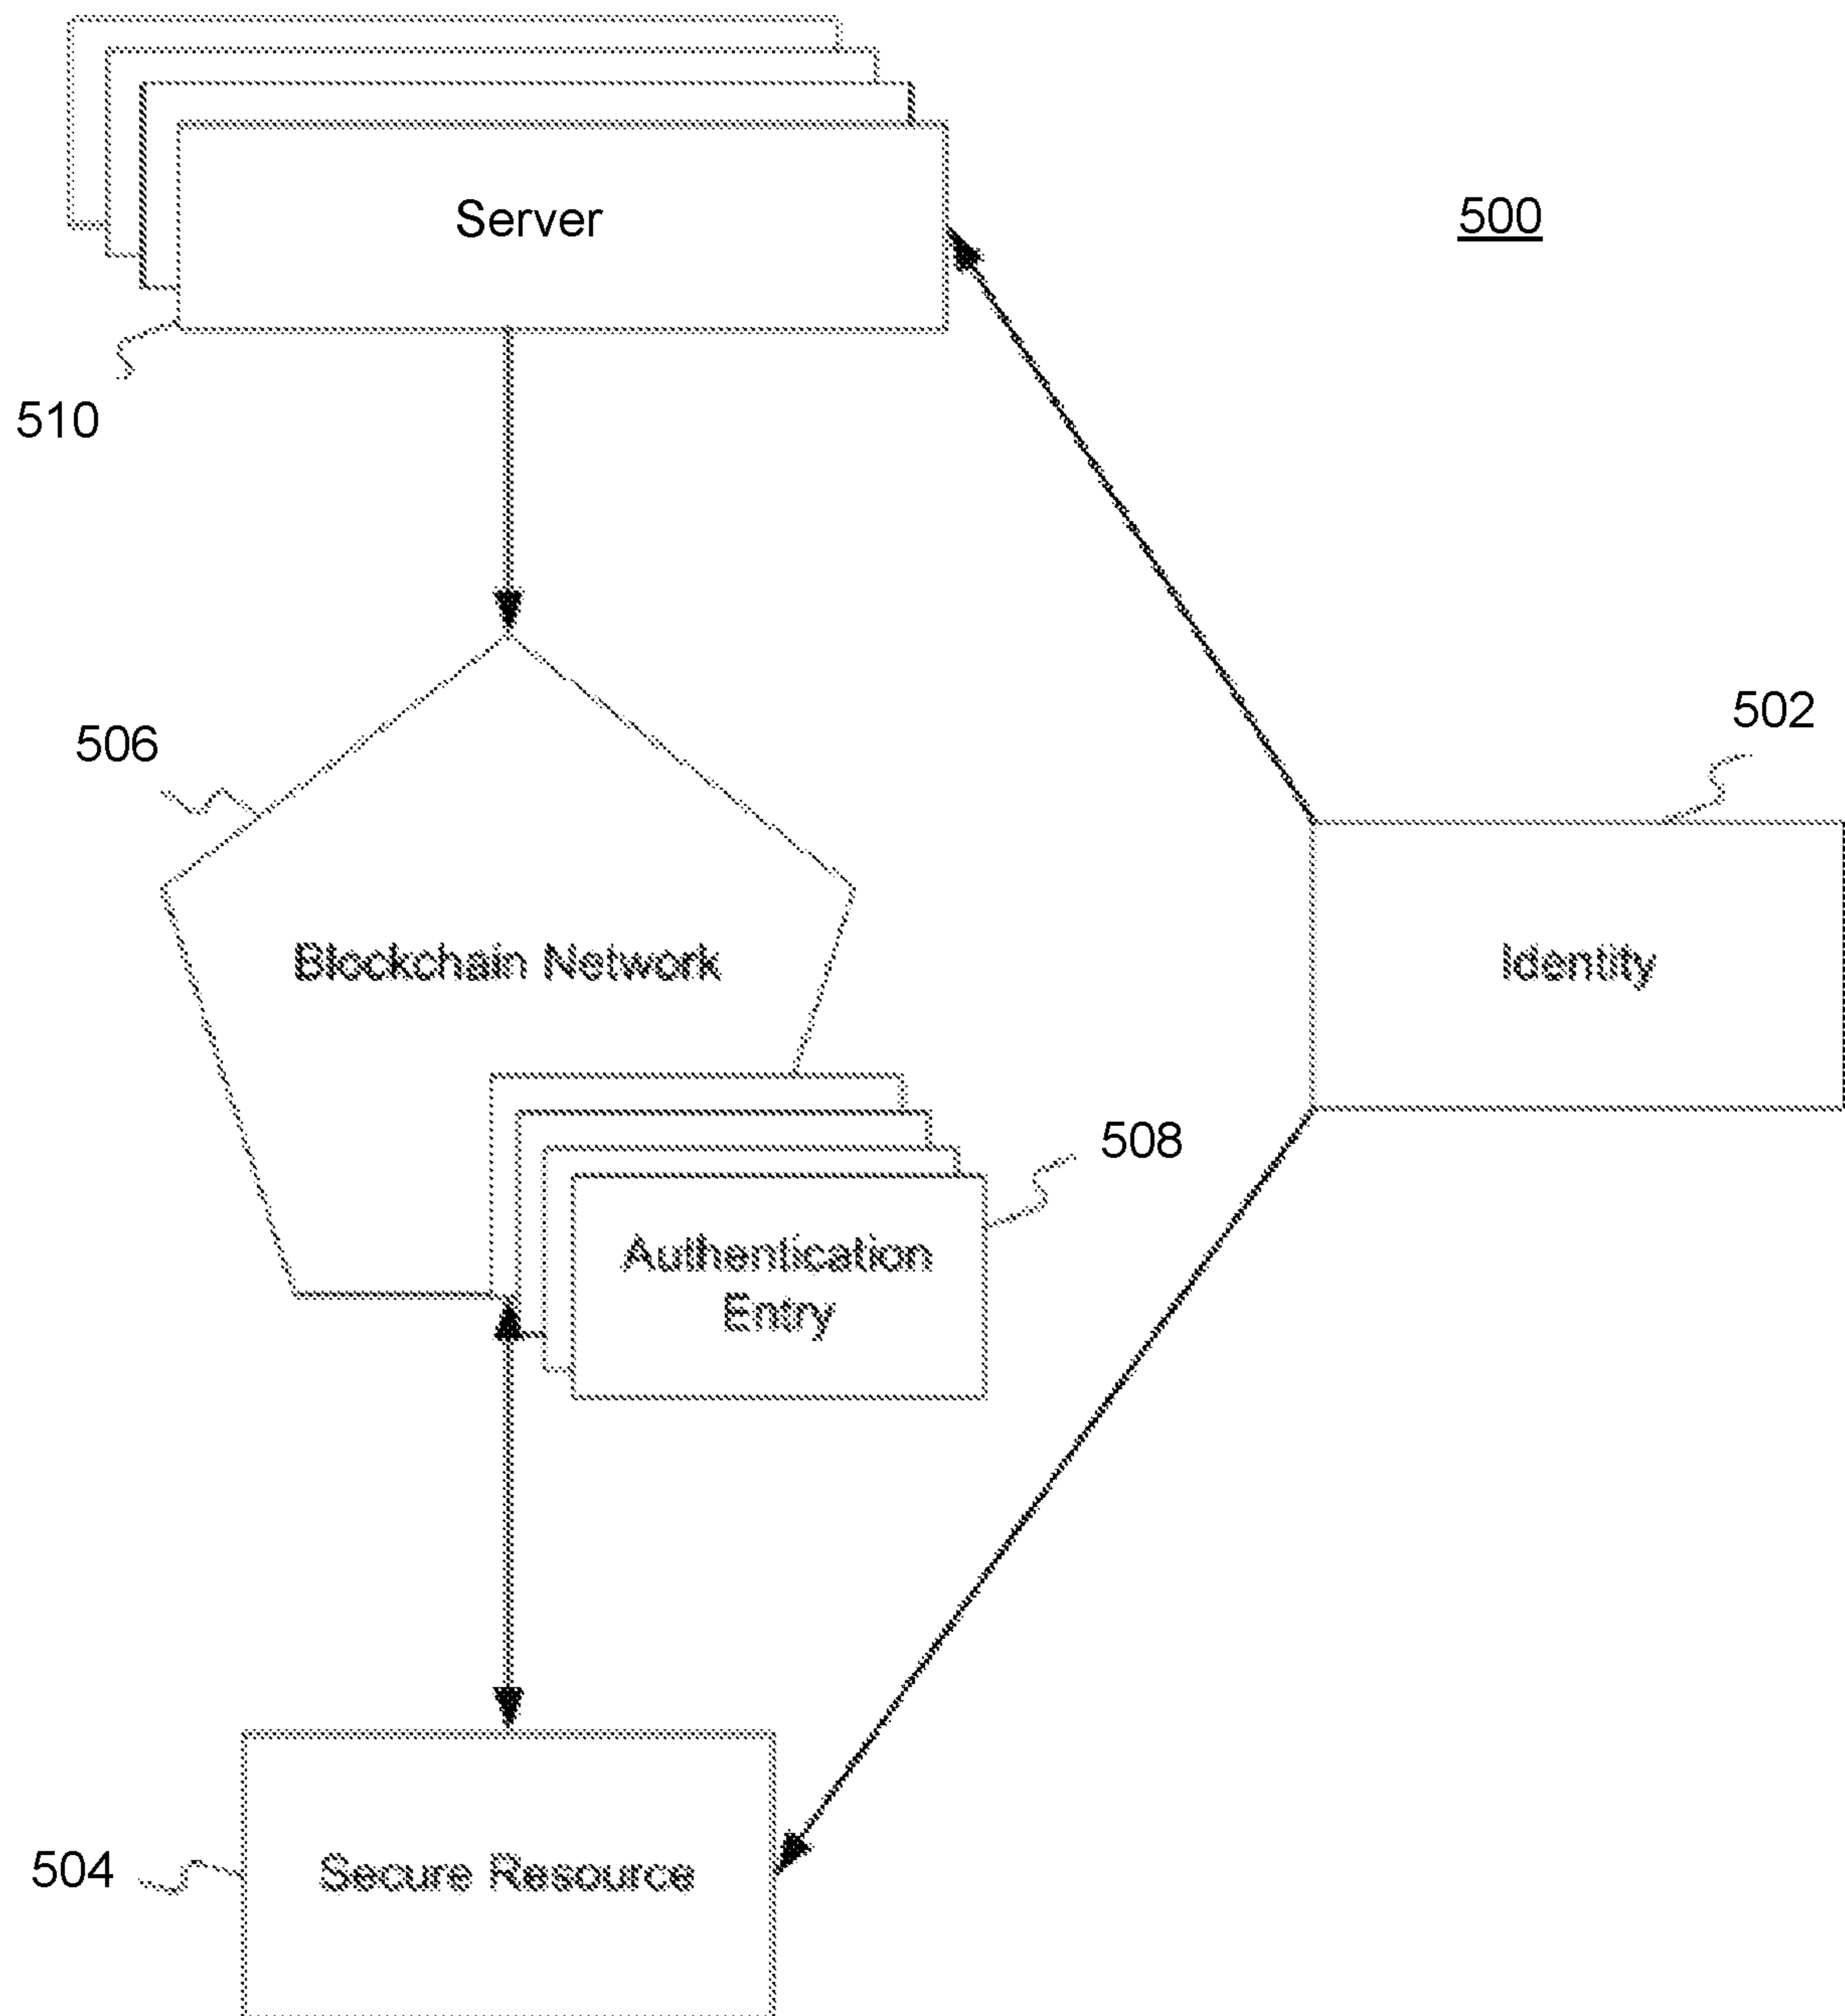 Server
500
510
502
506
Blockchain Network
Identity
508
Authentication
Entry
504
Secure Resource